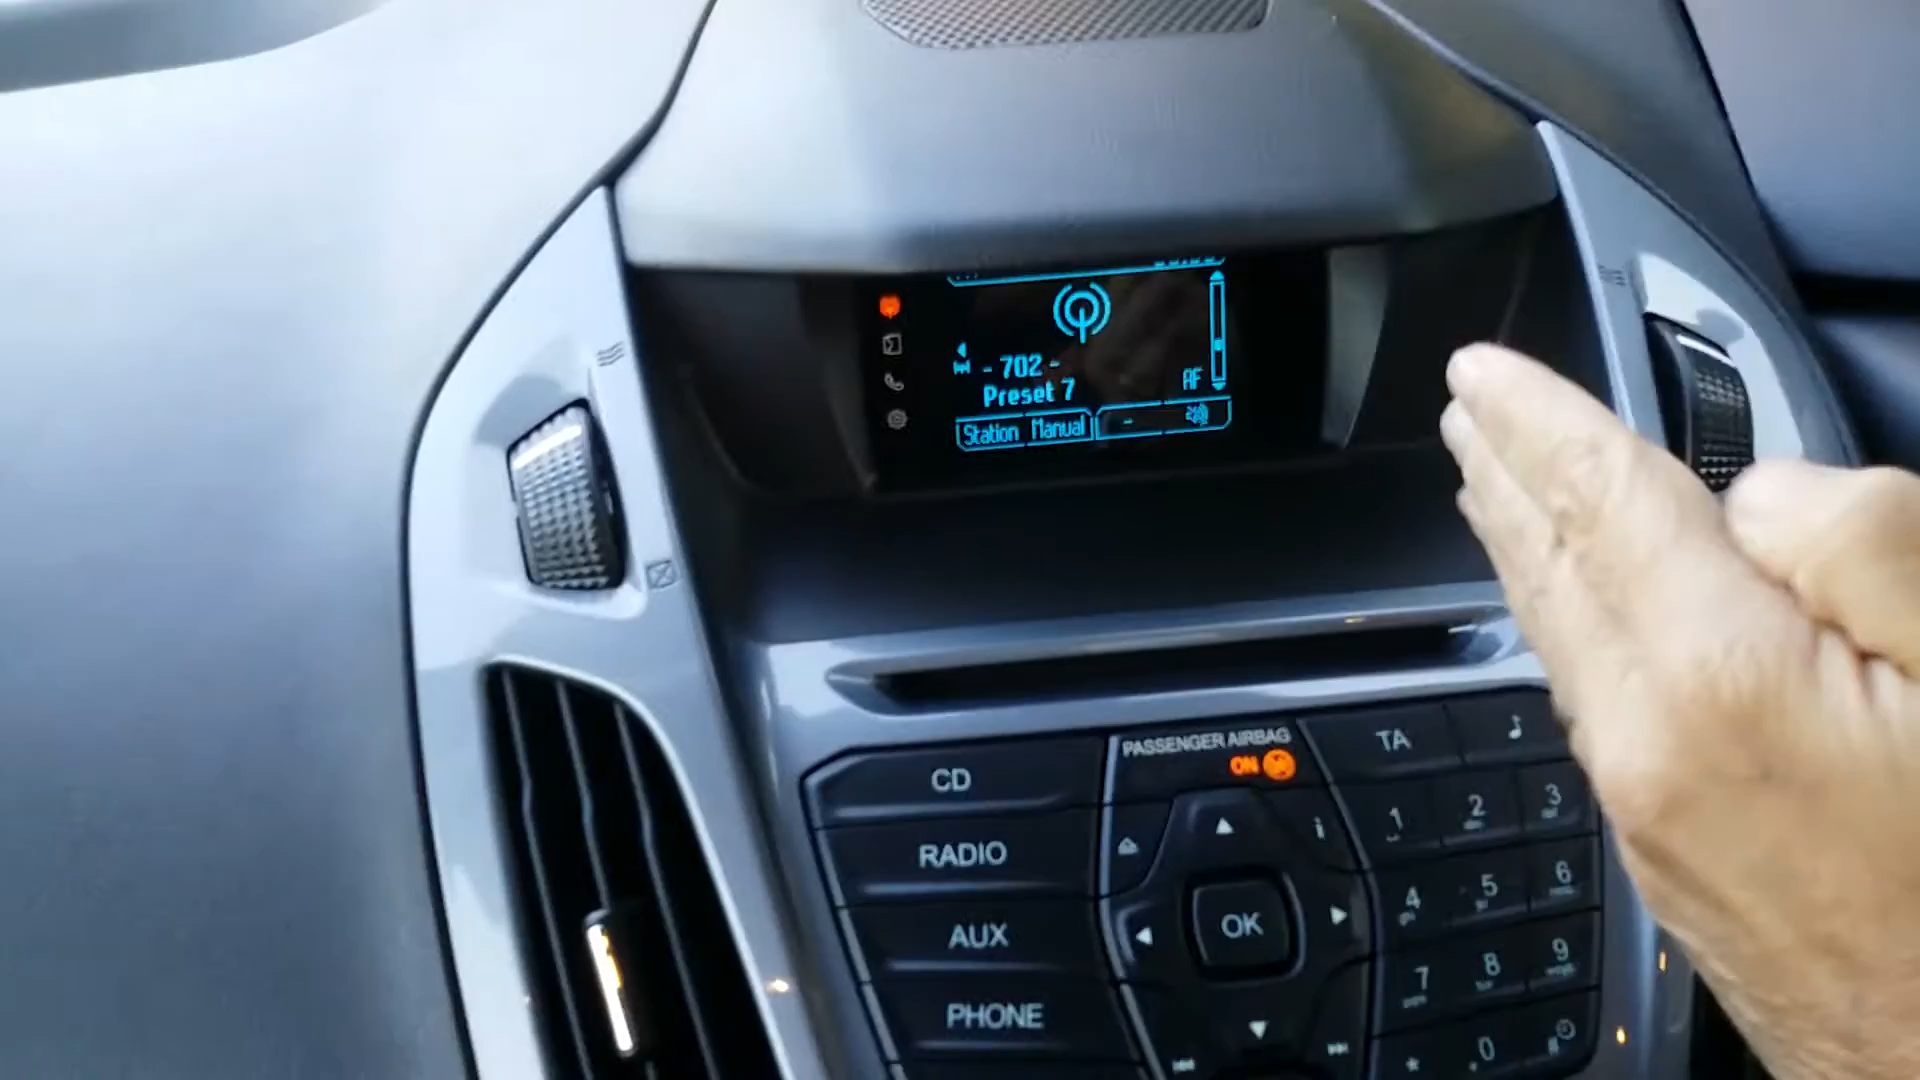 - 702 -
Preset 7
AF
Station Manual -
PASSENGER AIRBAG
ON
CD
RADIO
AUX
PHONE
TA
i
OK
1 2 3
4 5 6
7 8 9
* 0 #